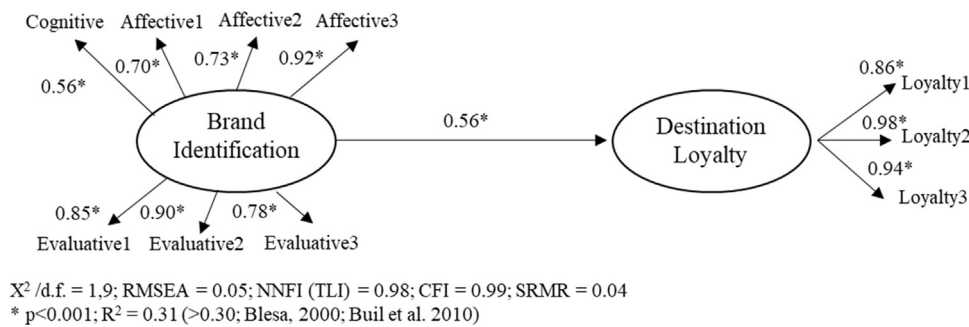 Cognitive Affective1 Affective2 Affective3
0.56* 0.70* 0.73* 0.92*
Brand
Identification
0.56*
Destination
Loyalty
0.86* Loyalty1
0.98* Loyalty2
0.94* Loyalty3
0.85* 0.90* 0.78*
Evaluative1 Evaluative2 Evaluative3
X² /d.f. = 1,9; RMSEA = 0.05; NNFI (TLI) = 0.98; CFI = 0.99; SRMR = 0.04
* p<0.001; R² = 0.31 (>0.30; Blesa, 2000; Buil et al. 2010)